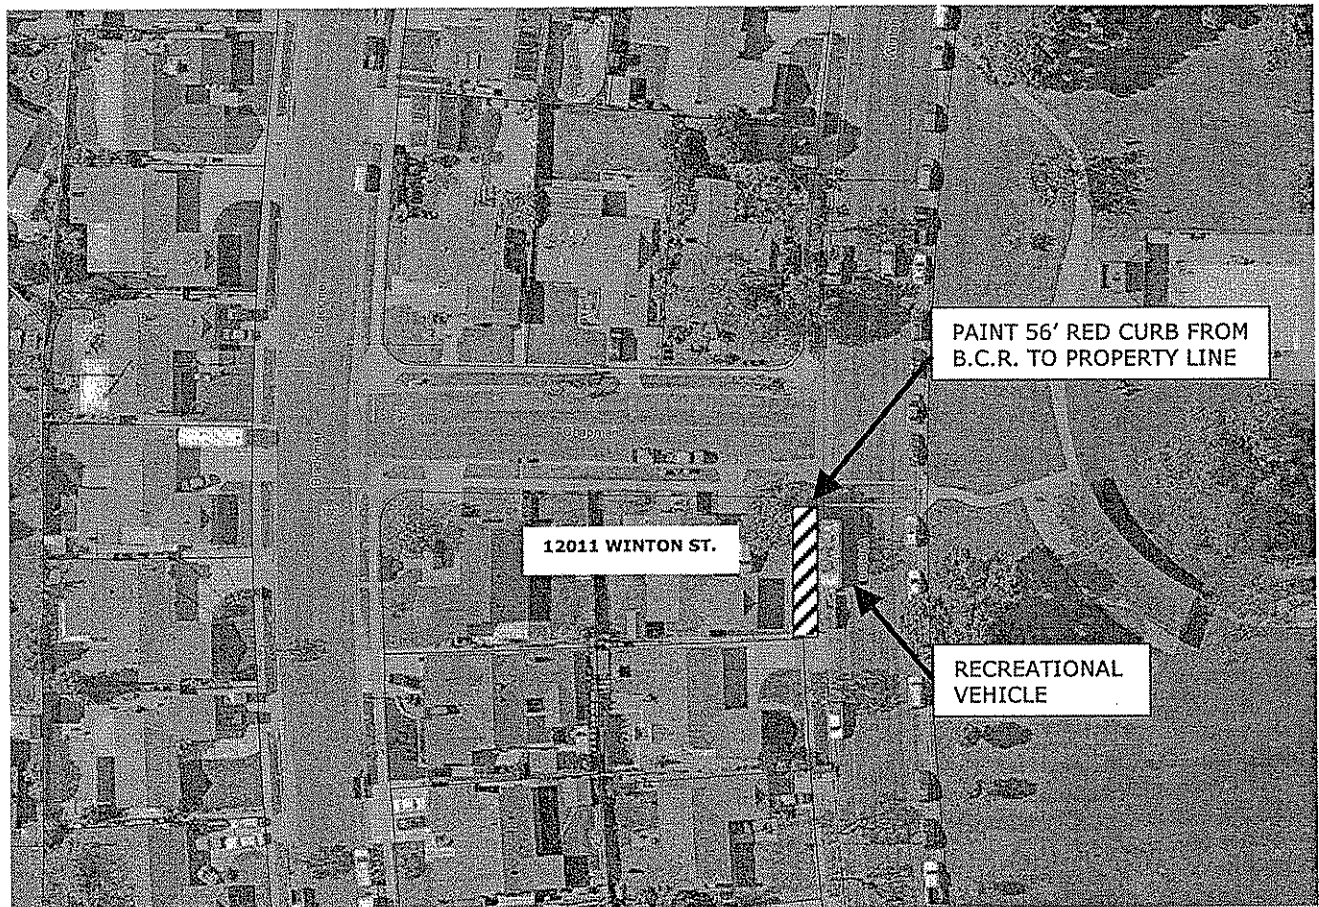 PAINT 56' RED CURB FROM
B.C.R. TO PROPERTY LINE
12011 WINTON ST.
RECREATIONAL
VEHICLE